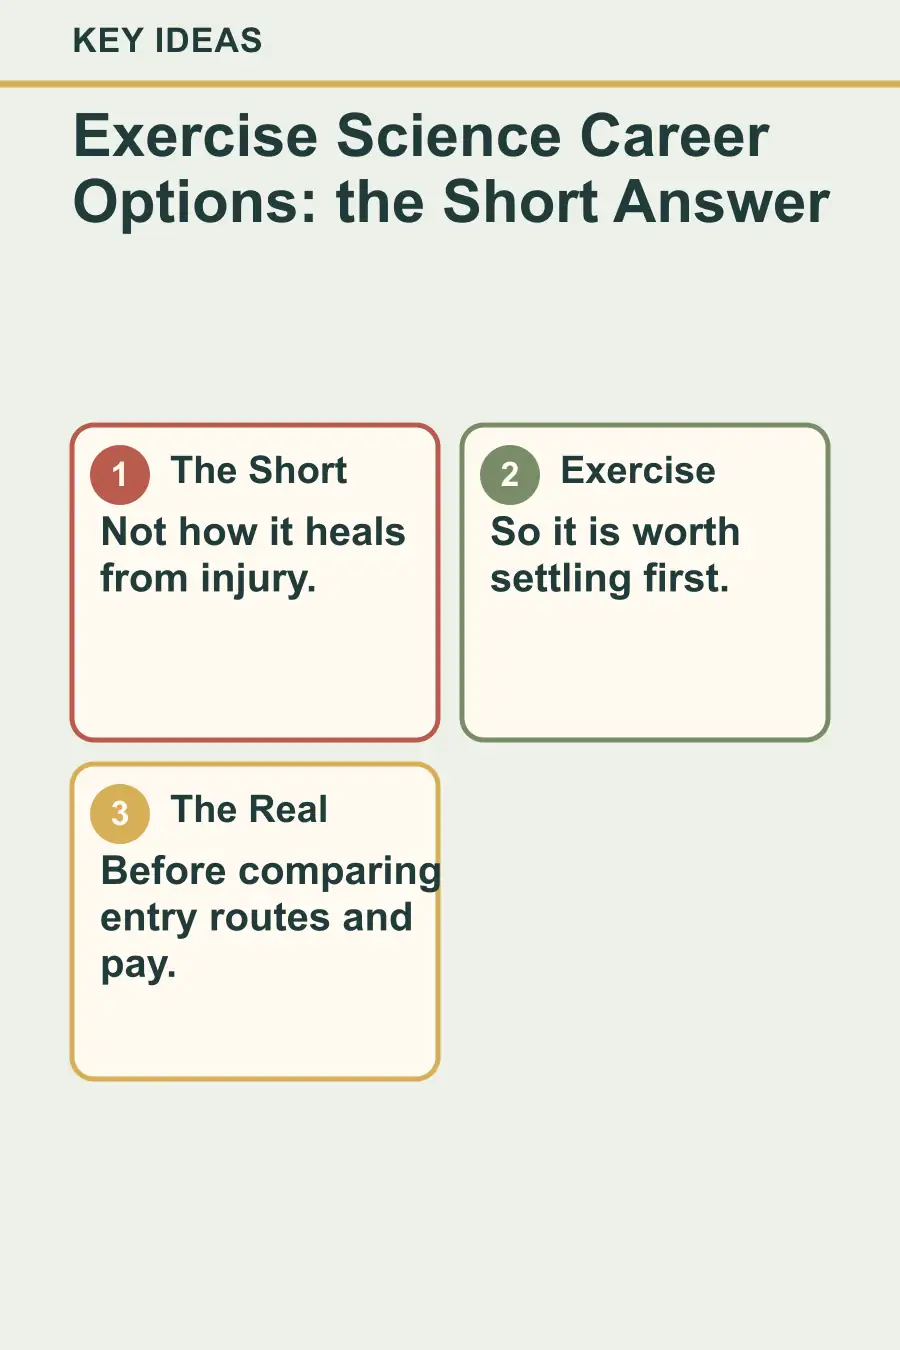 KEY IDEAS
Exercise Science Career
Options: the Short Answer
1 The Short
Not how it heals
from injury.
2 Exercise
So it is worth
settling first.
3 The Real
Before comparing
entry routes and
pay.